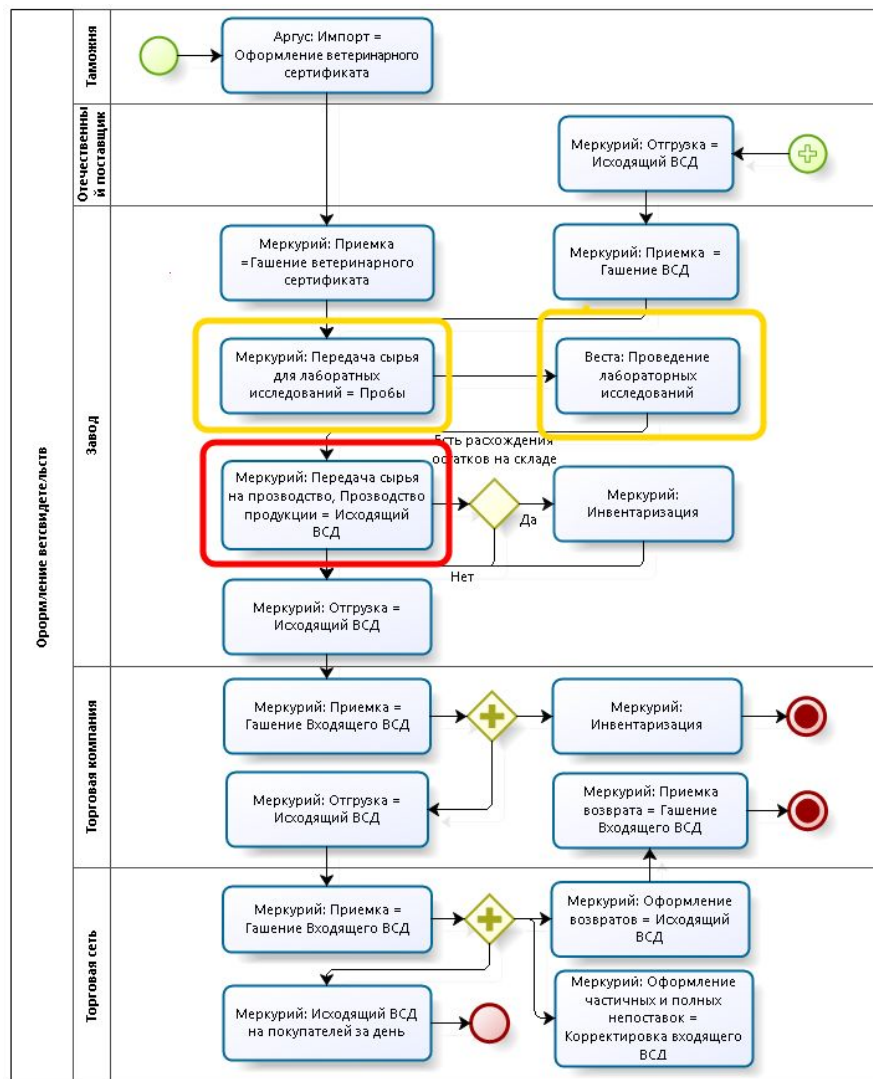 Орормление ветсвидетельств
Таможня
Аргус: Импорт =
Оформление ветеринарного
сертификата
Отечественны
й поставщик
Меркурий: Отгрузка =
Исходящий ВСД
Завод
Меркурий: Приемка
=Гашение ветеринарного
сертификата
Меркурий: Приемка =
Гашение ВСД
Меркурий: Передача сырья
для лаборатных
исследований = Пробы
Веста: Проведение
лабораторных
исследований
Есть расхождения
остатков на складе
Меркурий: Передача сырья
на прозводство, Прозводство
продукции = Исходящий
ВСД
Да
Меркурий:
Инвентаризация
Нет
Меркурий: Отгрузка =
Исходящий ВСД
Торговая компания
Меркурий: Приемка =
Гашение Входящего ВСД
Меркурий:
Инвентаризация
Меркурий: Отгрузка =
Исходящий ВСД
Меркурий: Приемка
возврата = Гашение
Входящего ВСД
Торговая сеть
Меркурий: Приемка =
Гашение Входящего ВСД
Меркурий: Оформление
возвратов = Исходящий
ВСД
Меркурий: Исходящий ВСД
на покупателей за день
Меркурий: Оформление
частичных и полных
непоставок =
Корректировка входящего
ВСД